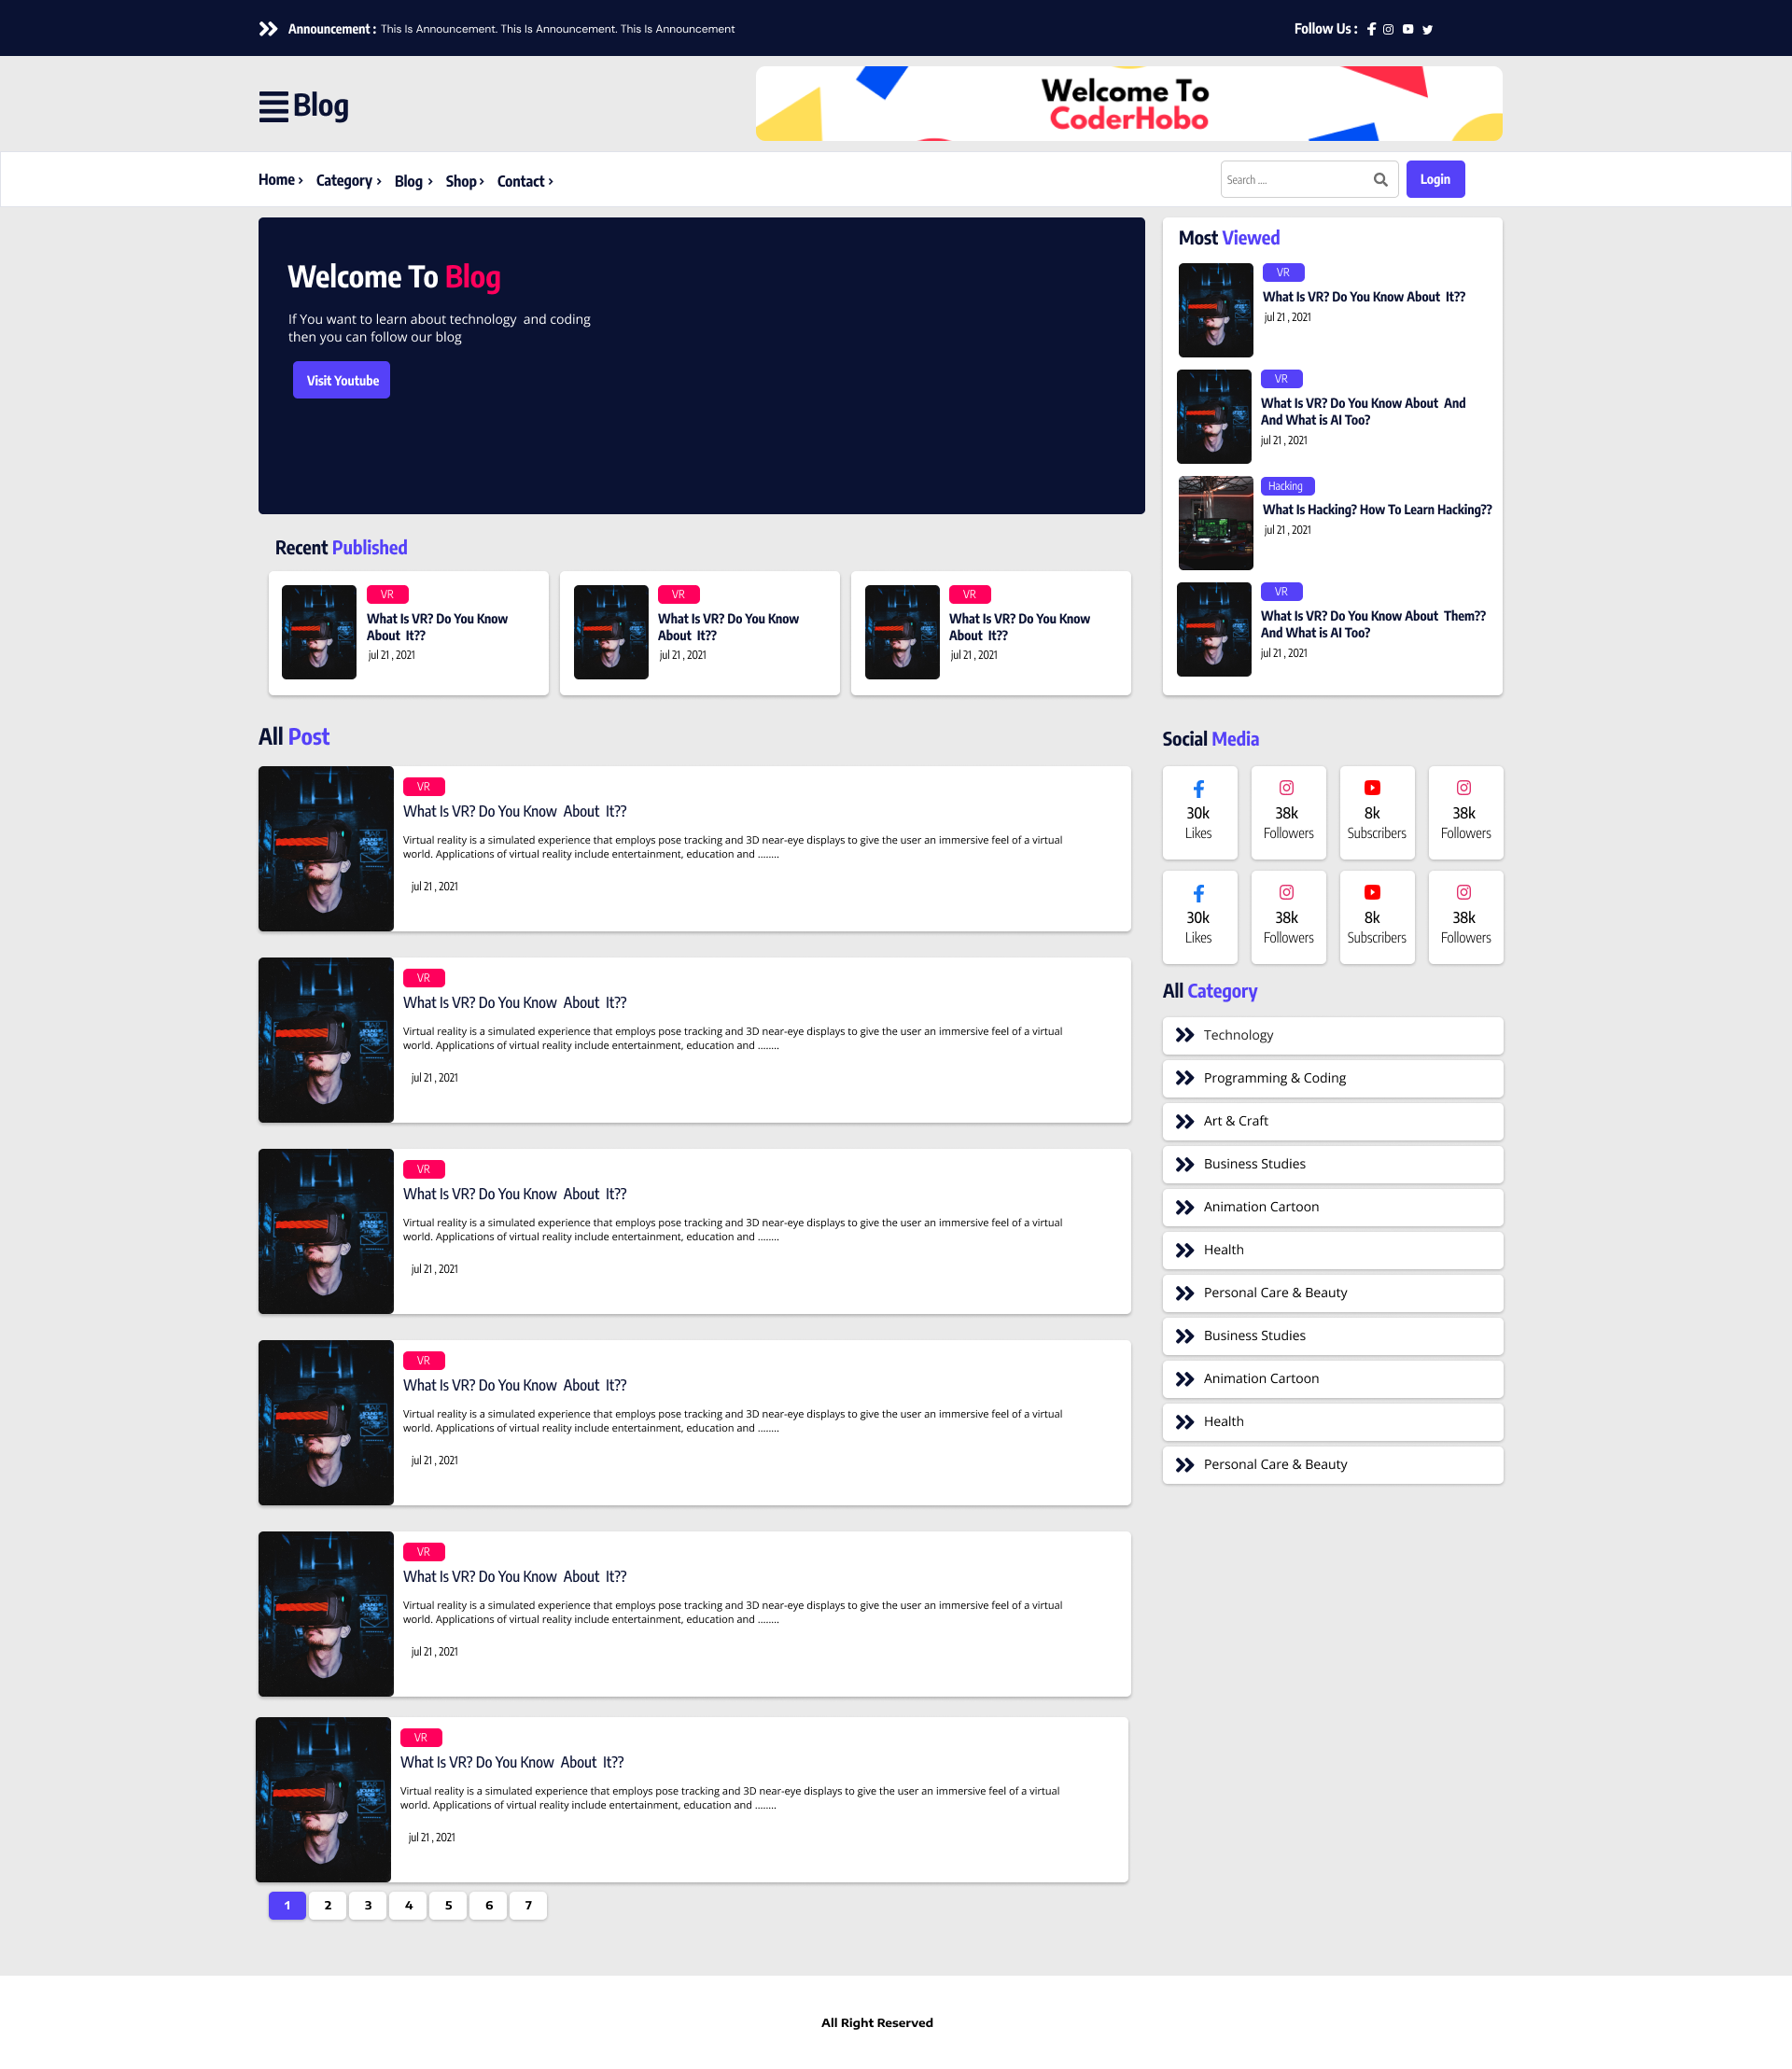 Announcement : This Is Announcement. This Is Announcement. This Is Announcement
Follow Us :
Blog
Welcome To
CoderHobo
Home Category Blog Shop Contact
Search ....
Login
Welcome To Blog
If You want to learn about technology and coding
then you can follow our blog
Visit Youtube
Most Viewed
VR
What Is VR? Do You Know About It??
jul 21 , 2021
VR
What Is VR? Do You Know About And
And What is AI Too?
jul 21 , 2021
Hacking
What Is Hacking? How To Learn Hacking??
jul 21 , 2021
VR
What Is VR? Do You Know About Them??
And What is AI Too?
jul 21 , 2021
Recent Published
VR
What Is VR? Do You Know
About It??
jul 21 , 2021
VR
What Is VR? Do You Know
About It??
jul 21 , 2021
VR
What Is VR? Do You Know
About It??
jul 21 , 2021
All Post
VR
What Is VR? Do You Know About It??
Virtual reality is a simulated experience that employs pose tracking and 3D near-eye displays to give the user an immersive feel of a virtual
world. Applications of virtual reality include entertainment, education and ........
jul 21 , 2021
VR
What Is VR? Do You Know About It??
Virtual reality is a simulated experience that employs pose tracking and 3D near-eye displays to give the user an immersive feel of a virtual
world. Applications of virtual reality include entertainment, education and ........
jul 21 , 2021
VR
What Is VR? Do You Know About It??
Virtual reality is a simulated experience that employs pose tracking and 3D near-eye displays to give the user an immersive feel of a virtual
world. Applications of virtual reality include entertainment, education and ........
jul 21 , 2021
VR
What Is VR? Do You Know About It??
Virtual reality is a simulated experience that employs pose tracking and 3D near-eye displays to give the user an immersive feel of a virtual
world. Applications of virtual reality include entertainment, education and ........
jul 21 , 2021
VR
What Is VR? Do You Know About It??
Virtual reality is a simulated experience that employs pose tracking and 3D near-eye displays to give the user an immersive feel of a virtual
world. Applications of virtual reality include entertainment, education and ........
jul 21 , 2021
VR
What Is VR? Do You Know About It??
Virtual reality is a simulated experience that employs pose tracking and 3D near-eye displays to give the user an immersive feel of a virtual
world. Applications of virtual reality include entertainment, education and ........
jul 21 , 2021
1 2 3 4 5 6 7
Social Media
30k 38k 8k 38k
Likes Followers Subscribers Followers
30k 38k 8k 38k
Likes Followers Subscribers Followers
All Category
Technology
Programming & Coding
Art & Craft
Business Studies
Animation Cartoon
Health
Personal Care & Beauty
Business Studies
Animation Cartoon
Health
Personal Care & Beauty
All Right Reserved